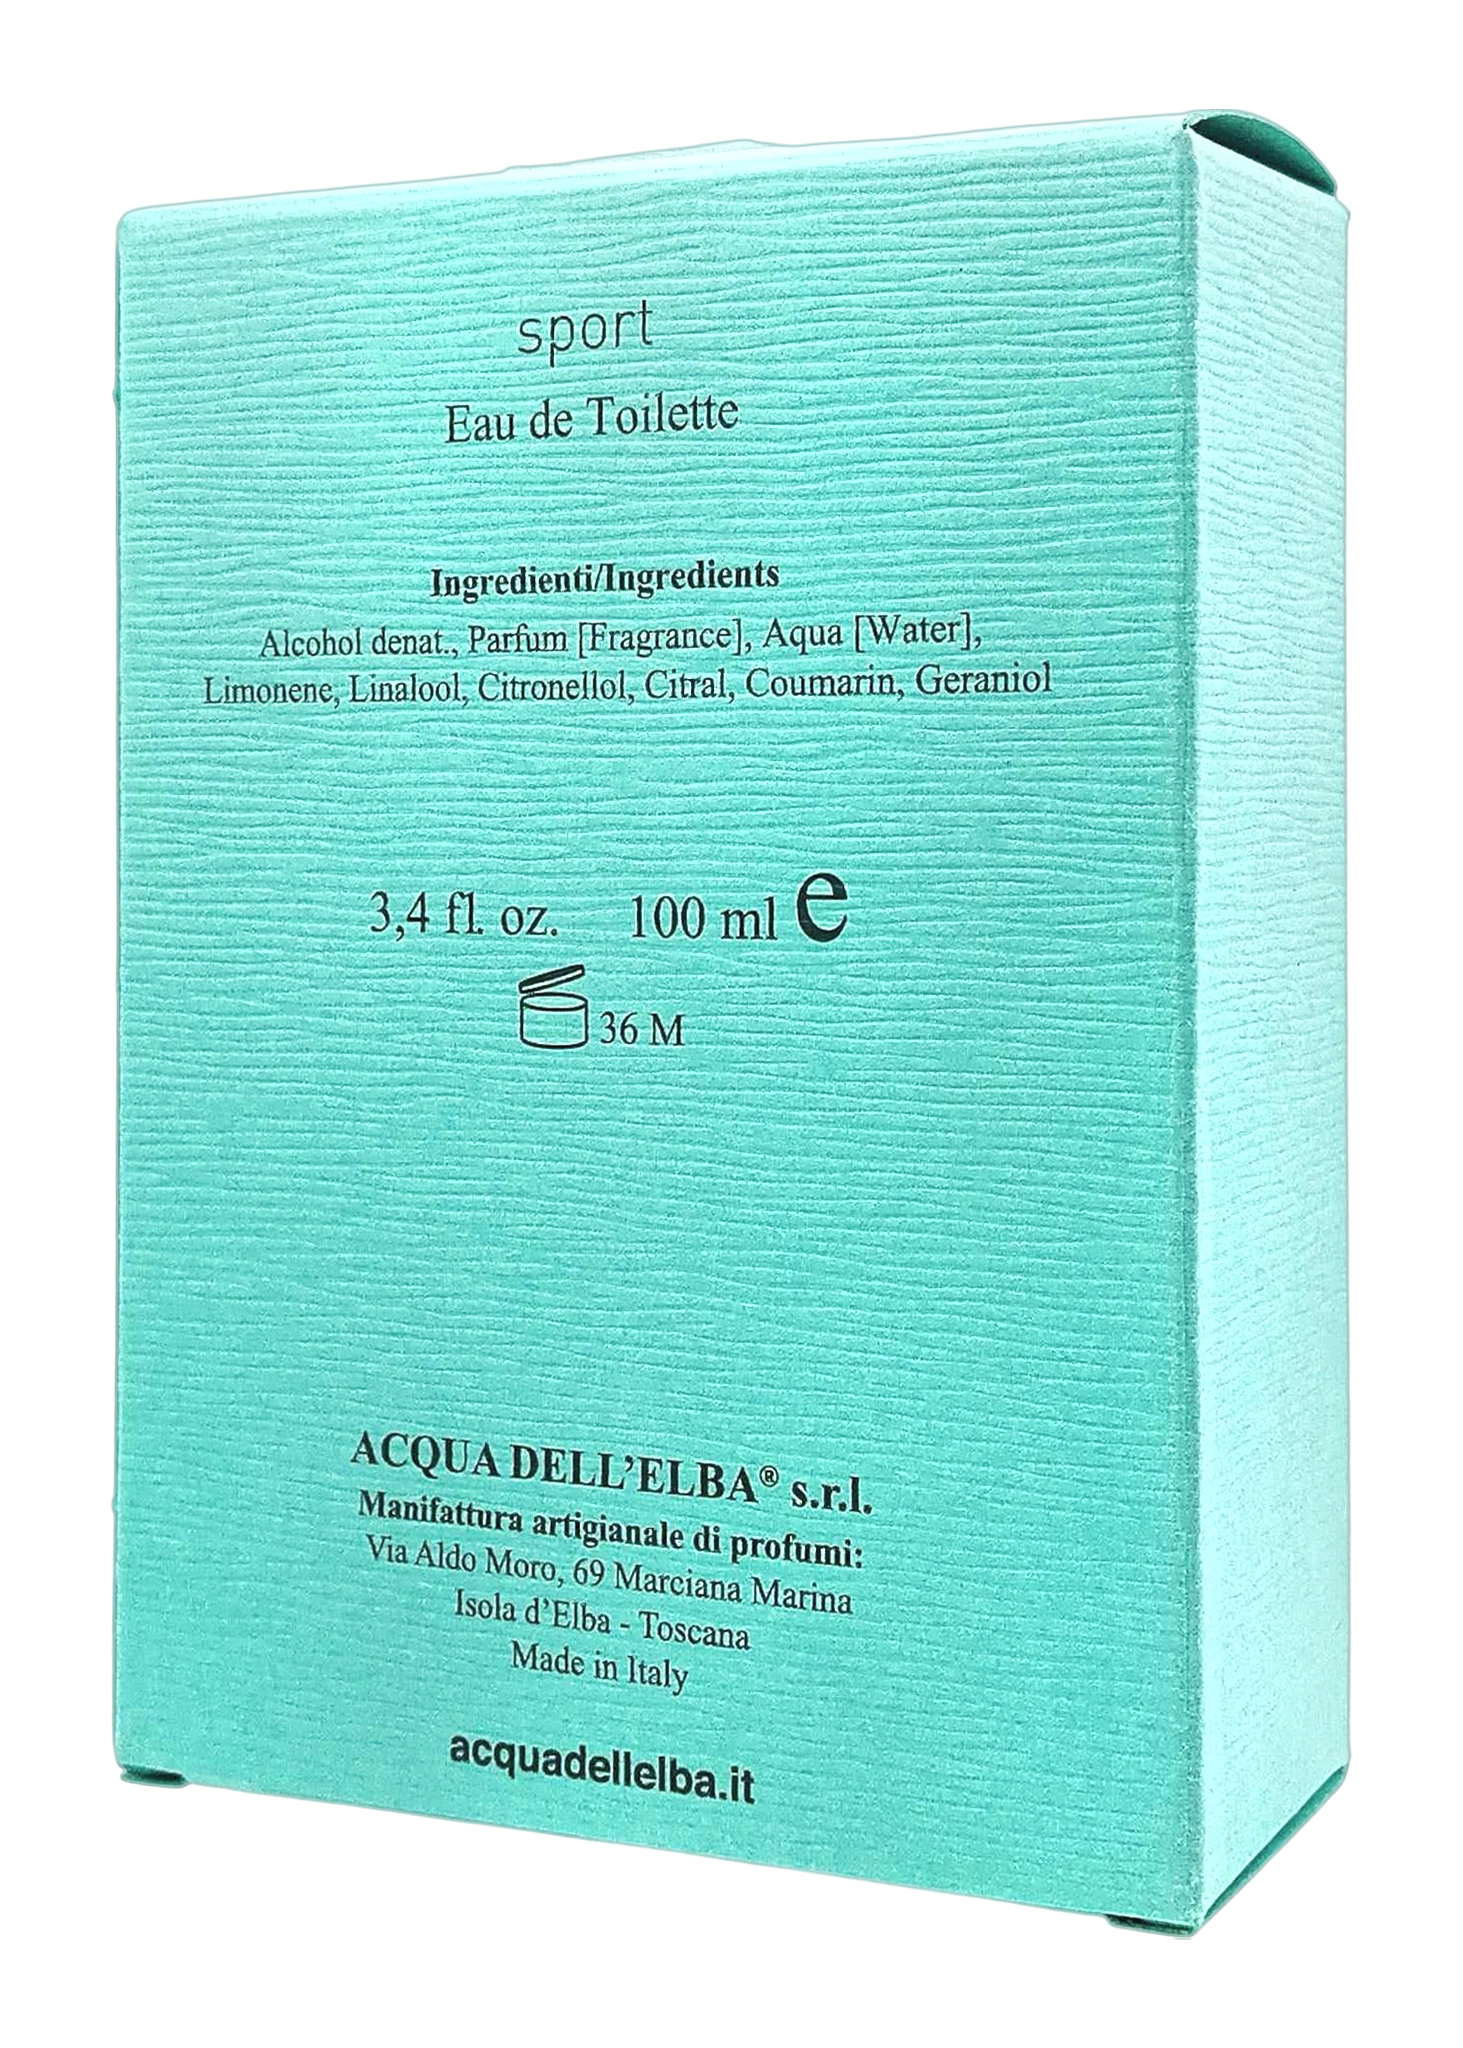 sport
Eau de Toilette
Ingredienti/Ingredients
Alcohol denat., Parfum [Fragrance], Aqua [Water],
Limonene, Linalool, Citronellol, Citral, Coumarin, Geraniol
3,4 fl. oz. 100 ml e
36 M
ACQUA DELL’ELBA® s.r.l.
Manifattura artigianale di profumi:
Via Aldo Moro, 69 Marciana Marina
Isola d’Elba - Toscana
Made in Italy
acquadellelba.it